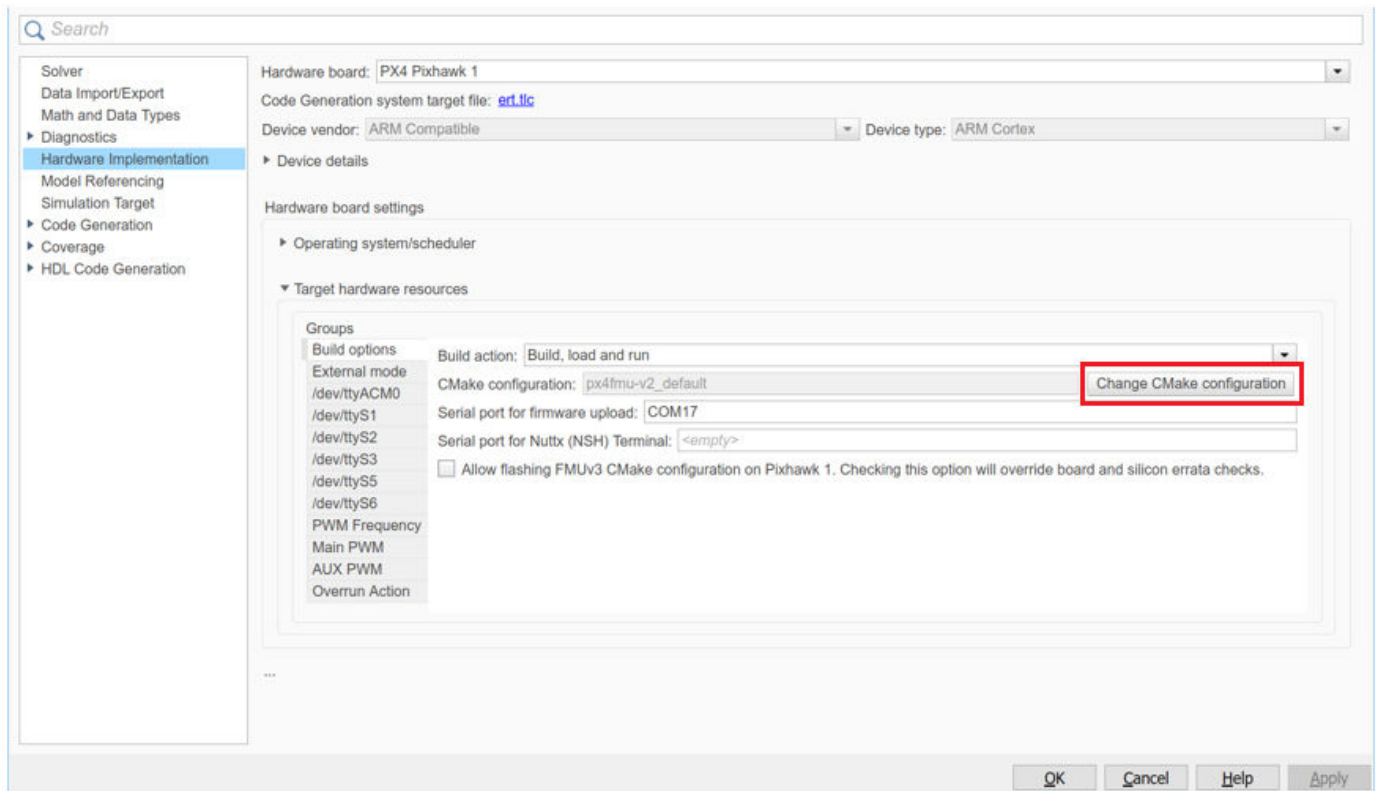 Search
Solver
Data Import/Export
Math and Data Types
Diagnostics
Hardware Implementation
Model Referencing
Simulation Target
Code Generation
Coverage
HDL Code Generation
Hardware board: PX4 Pixhawk 1
Code Generation system target file: ert.tlc
Device vendor: ARM Compatible Device type: ARM Cortex
Device details
Hardware board settings
Operating system/scheduler
Target hardware resources
Groups
Build options
External mode
/dev/ttyACM0
/dev/ttyS1
/dev/ttyS2
/dev/ttyS3
/dev/ttyS5
/dev/ttyS6
PWM Frequency
Main PWM
AUX PWM
Overrun Action
Build action: Build, load and run
CMake configuration: px4fmu-v2_default Change CMake configuration
Serial port for firmware upload: COM17
Serial port for Nuttx (NSH) Terminal: <empty>
Allow flashing FMUv3 CMake configuration on Pixhawk 1. Checking this option will override board and silicon errata checks.
...
OK Cancel Help Apply